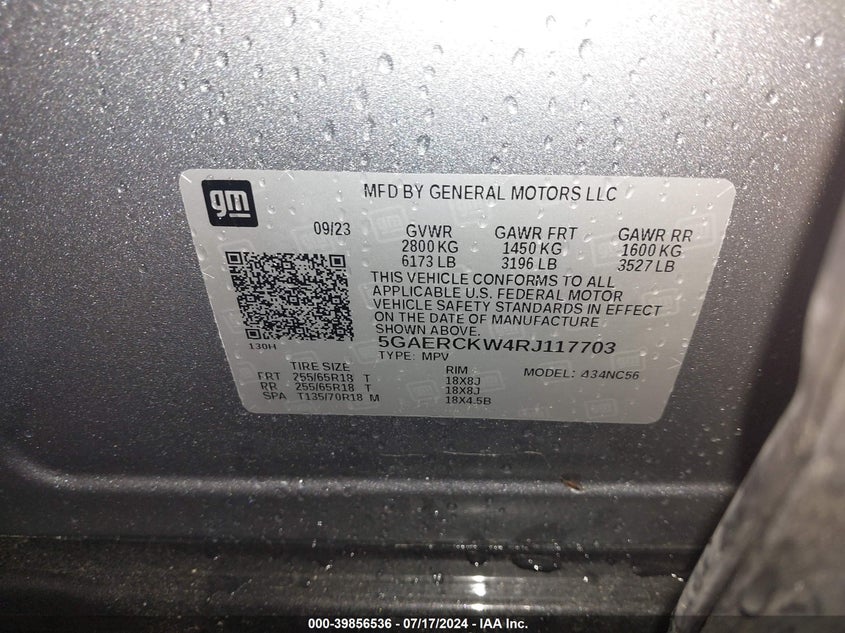 gm
MFD BY GENERAL MOTORS LLC
09/23 GVWR GAWR FRT GAWR RR
2800 KG 1450 KG 1600 KG
6173 LB 3196 LB 3527 LB
THIS VEHICLE CONFORMS TO ALL
APPLICABLE U.S. FEDERAL MOTOR
VEHICLE SAFETY STANDARDS IN EFFECT
ON THE DATE OF MANUFACTURE
SHOWN ABOVE.
130H
5GAERCKW4RJ117703
TYPE: MPV
TIRE SIZE RIM MODEL: 434NC56
FRT 255/65R18 T 18X8J
RR 255/65R18 T 18X8J
SPA T135/70R18 M 18X4.5B
000-39856536 - 07/17/2024 - IAA Inc.